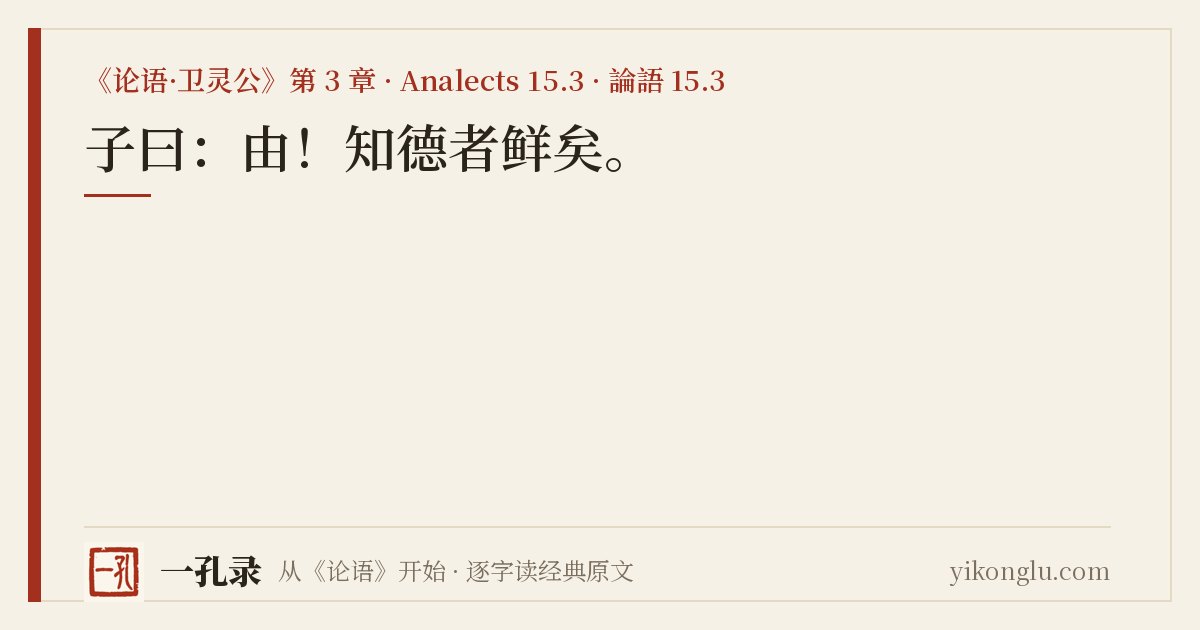 《论语·卫灵公》第 3 章 · Analects 15.3 · 論語 15.3
子曰：由！知德者鲜矣。
一孔
一孔录 从《论语》开始 · 逐字读经典原文 yikonglu.com